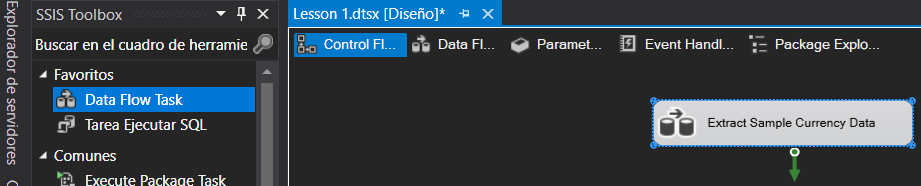 Explorador de servidores
SSIS Toolbox
Buscar en el cuadro de herramie
Favoritos
Data Flow Task
Tarea Ejecutar SQL
Comunes
Execute Package Task
Lesson 1.dtsx [Diseño]*
Control Fl...
Data Fl...
Paramet...
Event Handl...
Package Explo...
Extract Sample Currency Data